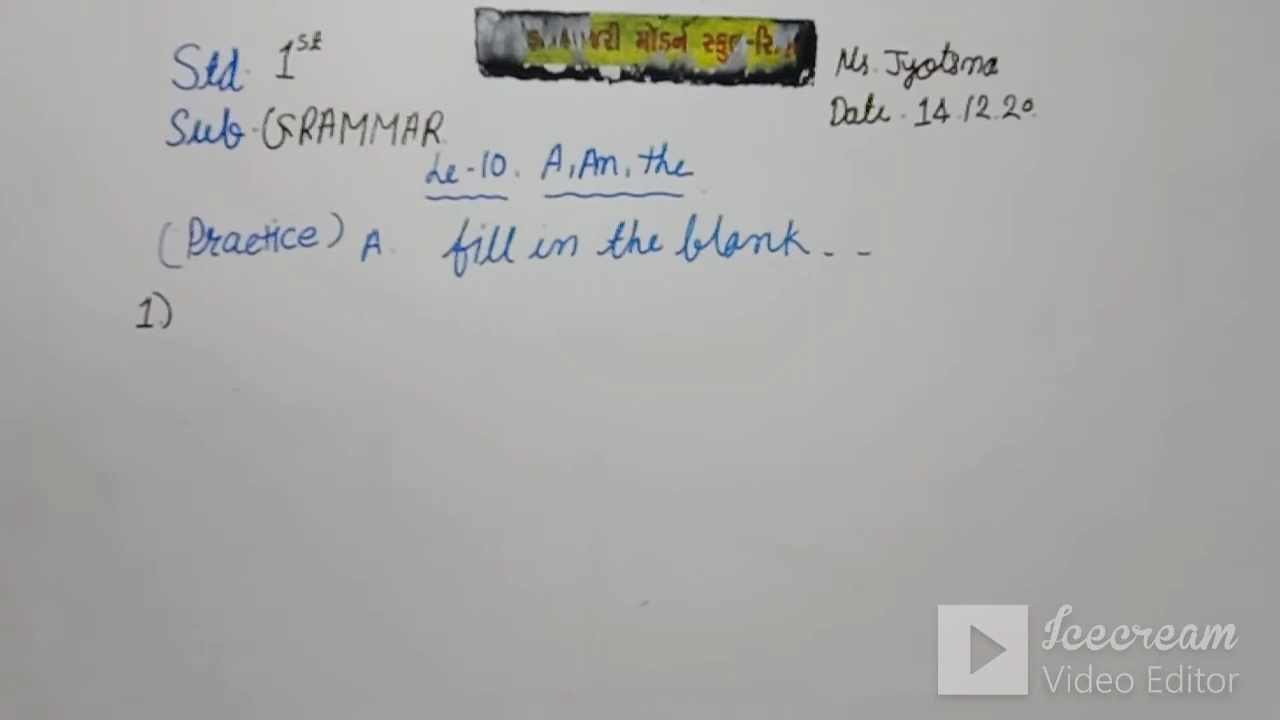 Std. 1st
મોડર્ન સ્કુલ-રિ.
Ms. Jyotsna
Sub. GRAMMAR
Date. 14.12.20.
Le-10. A, An, the
(Practice) A. fill in the blank. - -
1)
Icecream
Video Editor